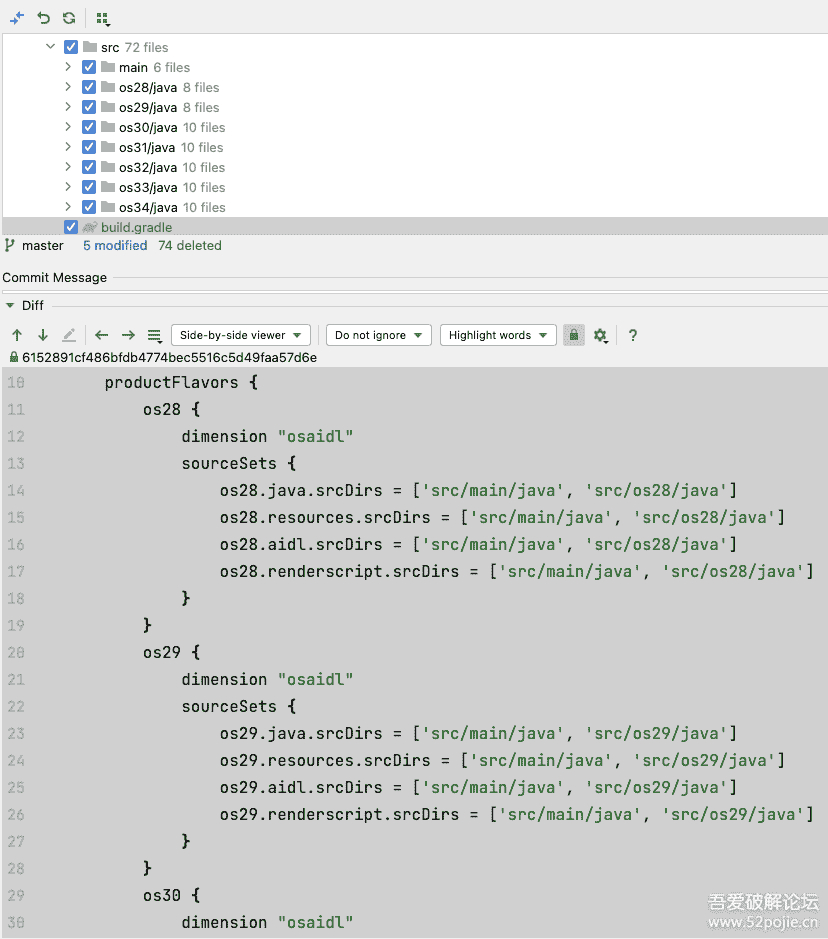 src 72 files
main 6 files
os28/java 8 files
os29/java 8 files
os30/java 10 files
os31/java 10 files
os32/java 10 files
os33/java 10 files
os34/java 10 files
build.gradle
master 5 modified 74 deleted
Commit Message
Diff
Side-by-side viewer Do not ignore Highlight words ?
6152891cf486bfdb4774bec5516c5d49faa57d6e
10 productFlavors {
11 os28 {
12 dimension "osaidl"
13 sourceSets {
14 os28.java.srcDirs = ['src/main/java', 'src/os28/java']
15 os28.resources.srcDirs = ['src/main/java', 'src/os28/java']
16 os28.aidl.srcDirs = ['src/main/java', 'src/os28/java']
17 os28.renderscript.srcDirs = ['src/main/java', 'src/os28/java']
18 }
19 }
20 os29 {
21 dimension "osaidl"
22 sourceSets {
23 os29.java.srcDirs = ['src/main/java', 'src/os29/java']
24 os29.resources.srcDirs = ['src/main/java', 'src/os29/java']
25 os29.aidl.srcDirs = ['src/main/java', 'src/os29/java']
26 os29.renderscript.srcDirs = ['src/main/java', 'src/os29/java']
27 }
28 }
29 os30 {
30 dimension "osaidl"
吾爱破解论坛
www.52pojie.cn